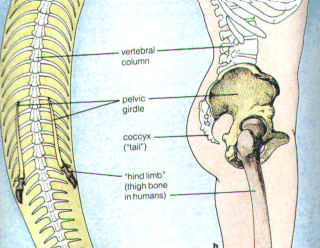 vertebral
column
pelvic
girdle
coccyx
("tail")
"hind limb"
(thigh bone
in humans)